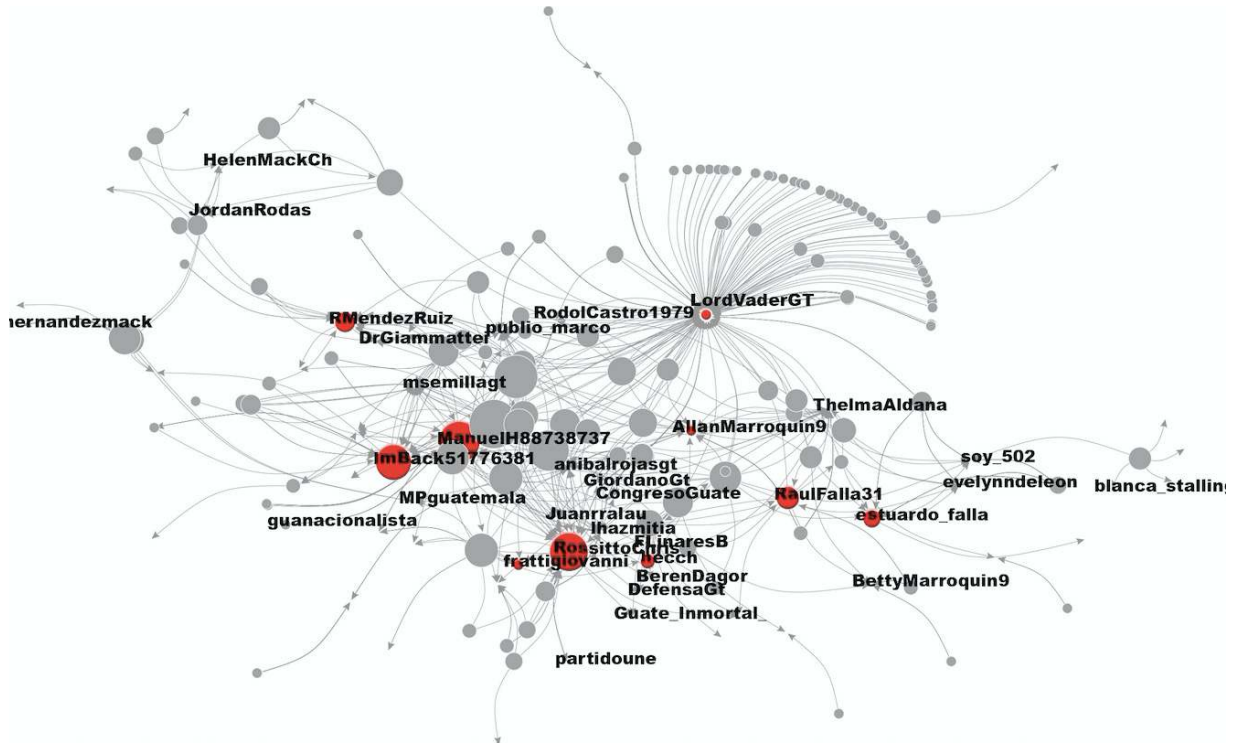 HelenMackCh
JordanRodas
LordVaderGT
RodolCastro1979
hernandezmack
RMendezRuiz
publio_marco
DrGiammattei
msemillagt
ThelmaAldana
AllanMarroquin9
ManuelH88738737
ImBack51776381
anibalrojasgt
soy_502
GiordanoGt
evelynndeleon
blanca_stalling
CongresoGuate
RaulFalla31
MPguatemala
Juanrralau
estuardo_falla
guanacionalista
lhazmitia
FLinaresB
RossittoChris
hecch
frattigiovanni
BerenDagor
BettyMarroquin9
DefensaGt
Guate_Inmortal_
partidoune